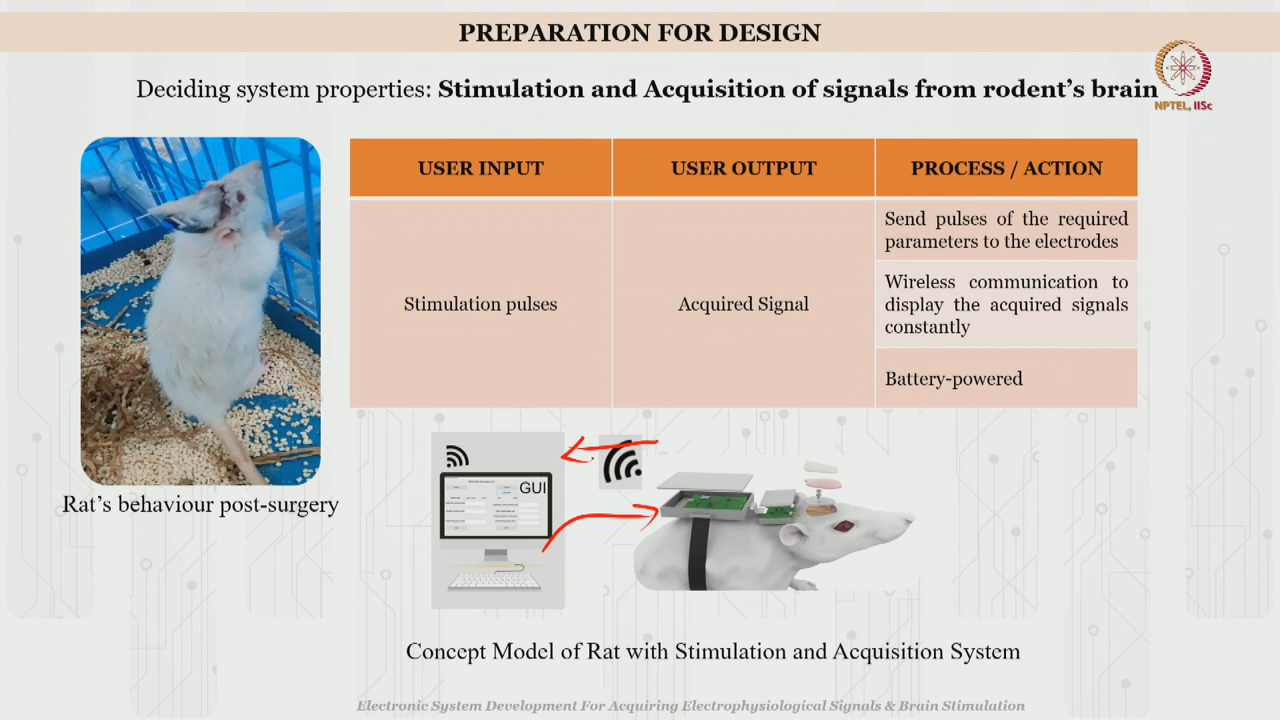 PREPARATION FOR DESIGN
Deciding system properties: Stimulation and Acquisition of signals from rodent's brain
NPTEL, IISc
USER INPUT
USER OUTPUT
PROCESS / ACTION
Stimulation pulses
Acquired Signal
Send pulses of the required
parameters to the electrodes
Wireless communication to
display the acquired signals
constantly
Battery-powered
GUI
Rat's behaviour post-surgery
Concept Model of Rat with Stimulation and Acquisition System
Electronic System Development For Acquiring Electrophysiological Signals & Brain Stimulation